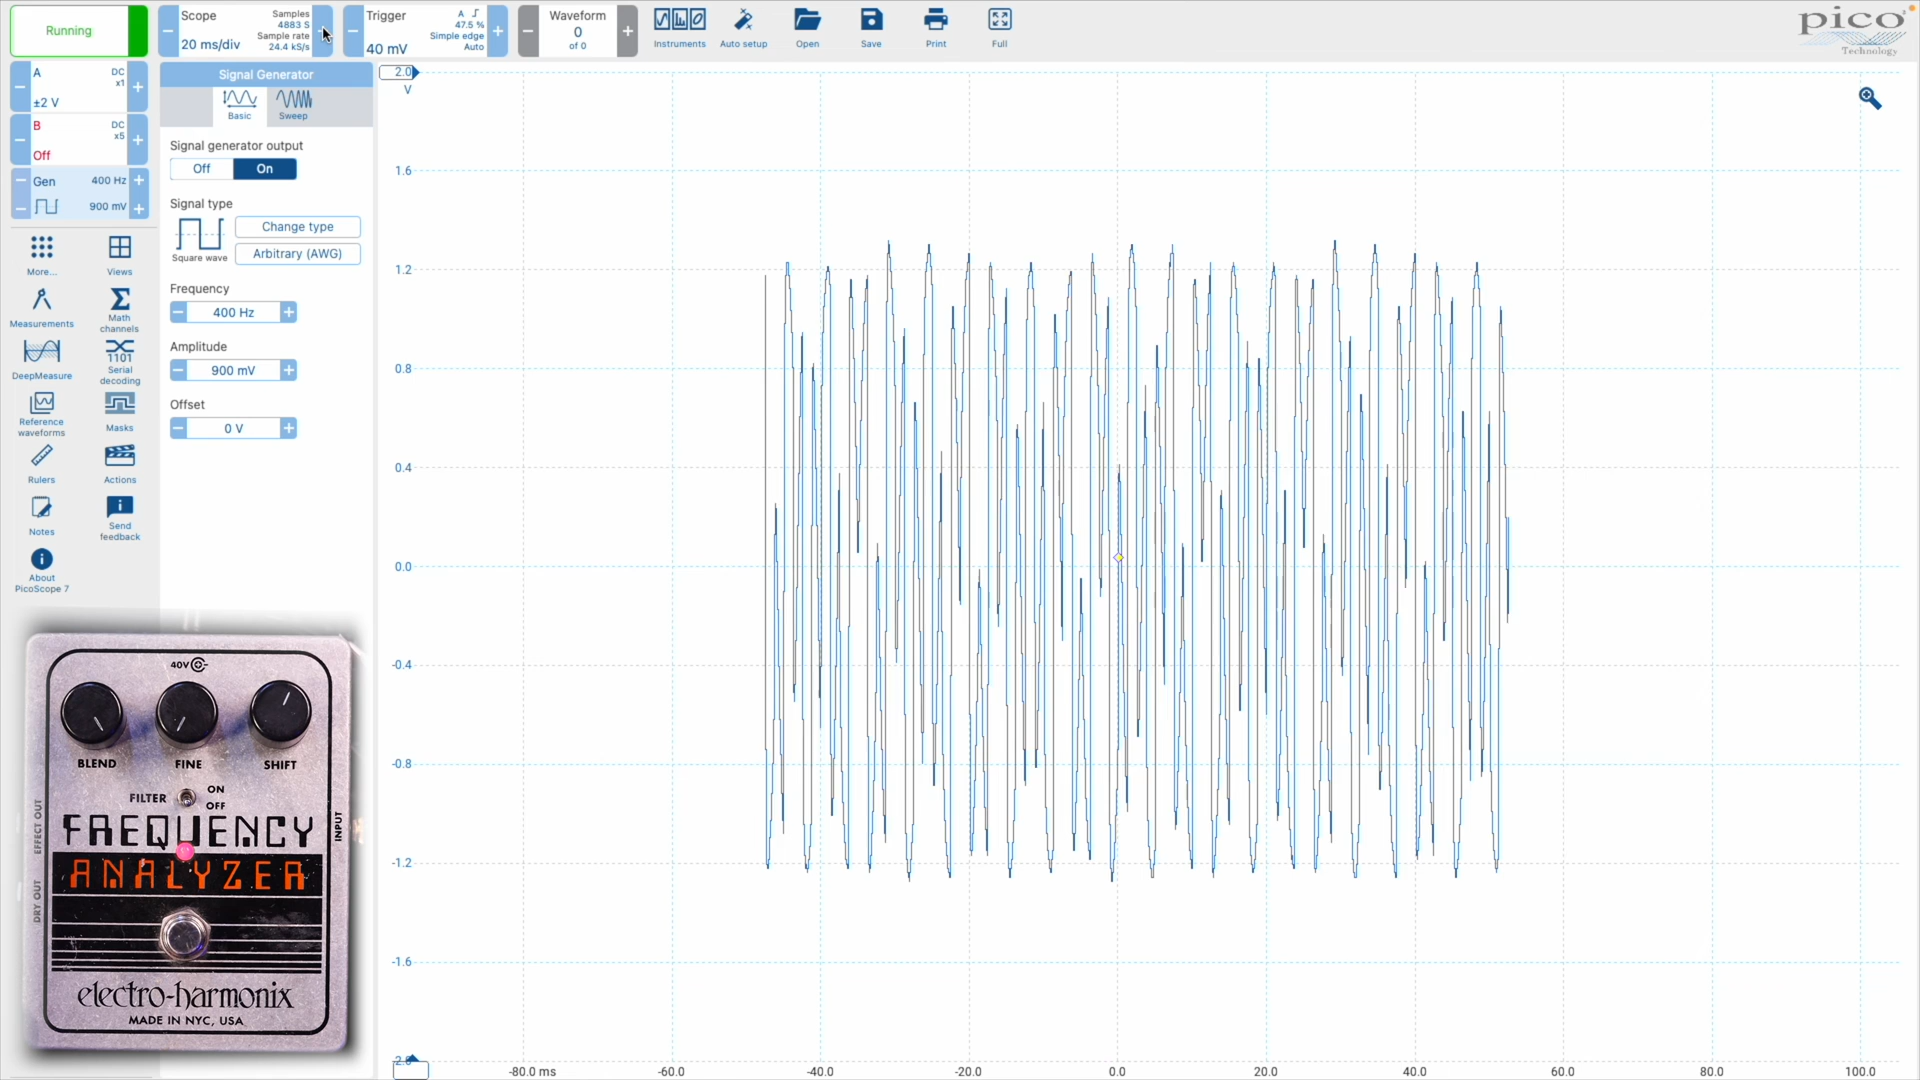 Running
Scope
20 ms/div
Samples
4883 S
Sample rate
24.4 kS/s
Trigger
40 mV
A
47.5 %
Simple edge
Auto
Waveform
0
of 0
Instruments
Auto setup
Open
Save
Print
Full
pico
Technology
A
DC
x1
±2 V
B
DC
x5
Off
Gen
400 Hz
900 mV
More...
Views
Measurements
Math
channels
DeepMeasure
1101
Serial
decoding
Reference
waveforms
Masks
Rulers
Actions
Notes
Send
feedback
About
PicoScope 7
Signal Generator
Basic
Sweep
Signal generator output
Off
On
Signal type
Square wave
Change type
Arbitrary (AWG)
Frequency
400 Hz
Amplitude
900 mV
Offset
0 V
2.0
V
1.6
1.2
0.8
0.4
0.0
-0.4
-0.8
-1.2
-1.6
-80.0 ms
-60.0
-40.0
-20.0
0.0
20.0
40.0
60.0
80.0
100.0
40V
BLEND
FINE
SHIFT
FILTER
ON
OFF
EFFECT OUT
DRY OUT
INPUT
FREQUENCY
ANALYZER
electro-harmonix
MADE IN NYC, USA